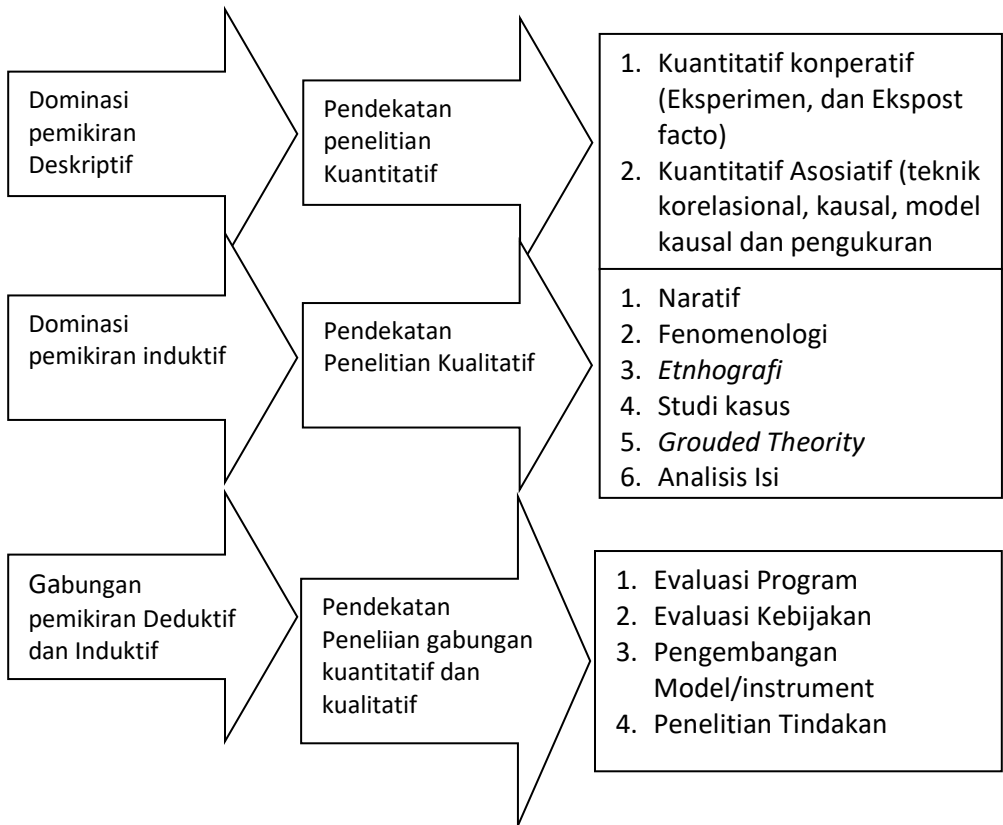 Dominasi
pemikiran
Deskriptif
Pendekatan
penelitian
Kuantitatif
1. Kuantitatif konperatif
(Eksperimen, dan Ekspost
facto)
2. Kuantitatif Asosiatif (teknik
korelasional, kausal, model
kausal dan pengukuran
Dominasi
pemikiran induktif
Pendekatan
Penelitian Kualitatif
1. Naratif
2. Fenomenologi
3. Etnhografi
4. Studi kasus
5. Grouded Theority
6. Analisis Isi
Gabungan
pemikiran Deduktif
dan Induktif
Pendekatan
Peneliian gabungan
kuantitatif dan
kualitatif
1. Evaluasi Program
2. Evaluasi Kebijakan
3. Pengembangan
Model/instrument
4. Penelitian Tindakan